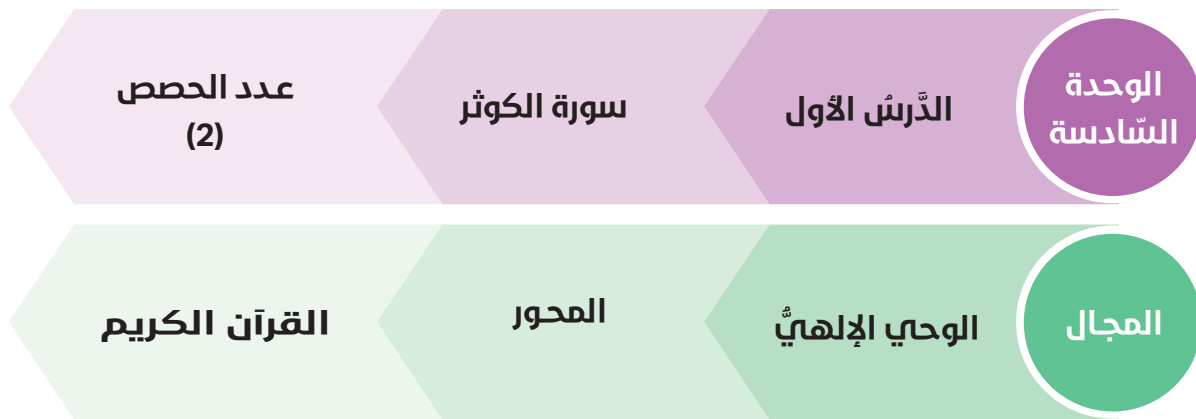 الوحدة
السّادسة
الدَّرسُ الأول
سورة الكوثر
عدد الحصص
(2)
المجال
الوحي الإلهيُّ
المحور
القرآن الكريم